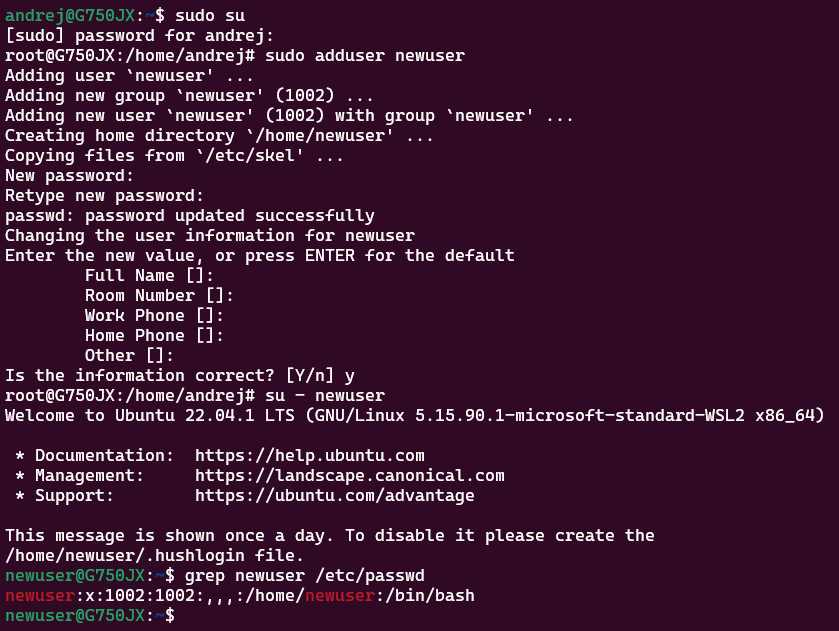 andrej@G750JX:~$ sudo su
[sudo] password for andrej:
root@G750JX:/home/andrej# sudo adduser newuser
Adding user `newuser' ...
Adding new group `newuser' (1002) ...
Adding new user `newuser' (1002) with group `newuser' ...
Creating home directory `/home/newuser' ...
Copying files from `/etc/skel' ...
New password:
Retype new password:
passwd: password updated successfully
Changing the user information for newuser
Enter the new value, or press ENTER for the default
        Full Name []:
        Room Number []:
        Work Phone []:
        Home Phone []:
        Other []:
Is the information correct? [Y/n] y
root@G750JX:/home/andrej# su - newuser
Welcome to Ubuntu 22.04.1 LTS (GNU/Linux 5.15.90.1-microsoft-standard-WSL2 x86_64)

 * Documentation:  https://help.ubuntu.com
 * Management:     https://landscape.canonical.com
 * Support:        https://ubuntu.com/advantage

This message is shown once a day. To disable it please create the
/home/newuser/.hushlogin file.
newuser@G750JX:~$ grep newuser /etc/passwd
newuser:x:1002:1002:,,,:/home/newuser:/bin/bash
newuser@G750JX:~$